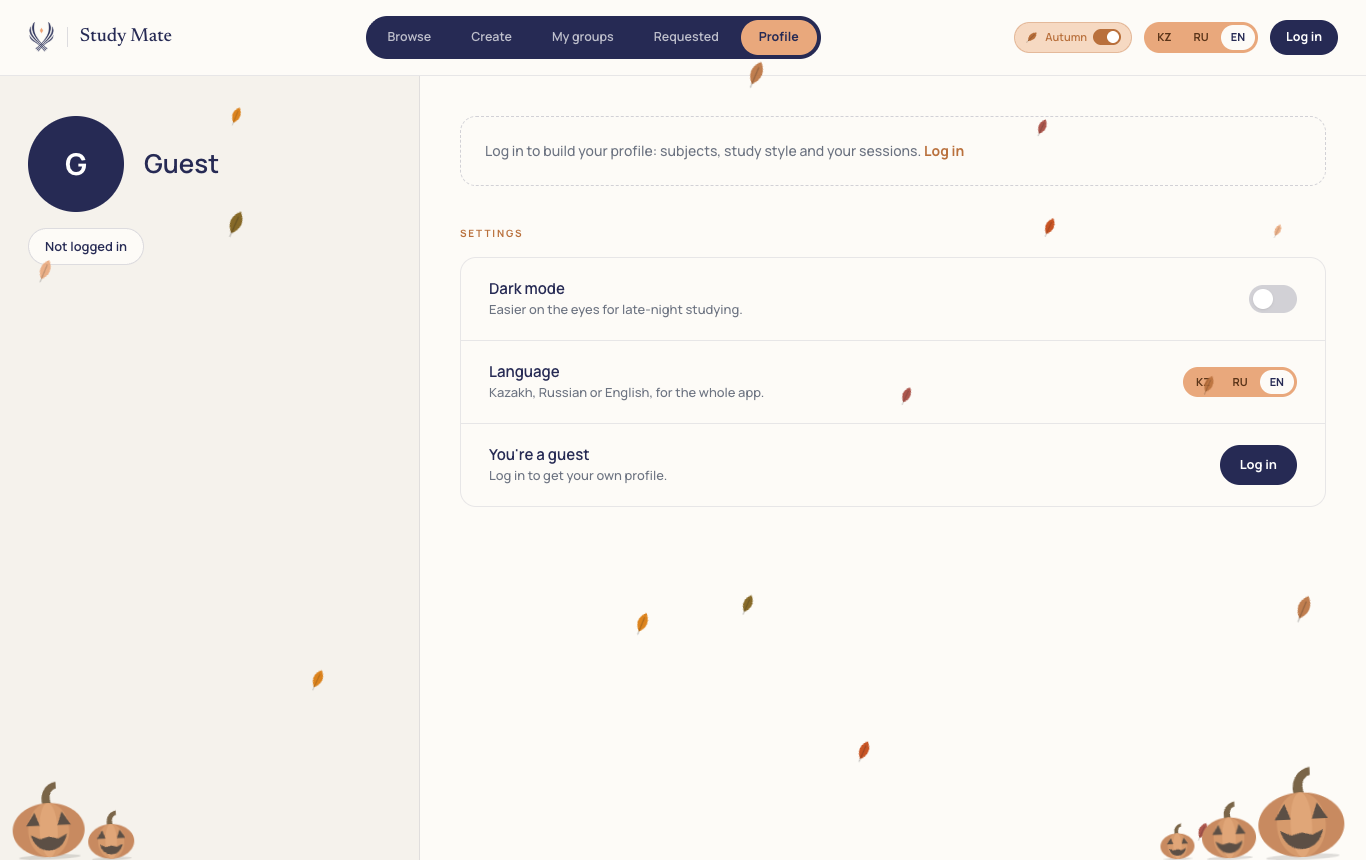 Study Mate
Browse Create My groups Requested Profile
Autumn
KZ RU EN
Log in
G
Guest
Not logged in
Log in to build your profile: subjects, study style and your sessions. Log in
SETTINGS
Dark mode
Easier on the eyes for late-night studying.
Language
Kazakh, Russian or English, for the whole app.
KZ RU EN
You're a guest
Log in to get your own profile.
Log in